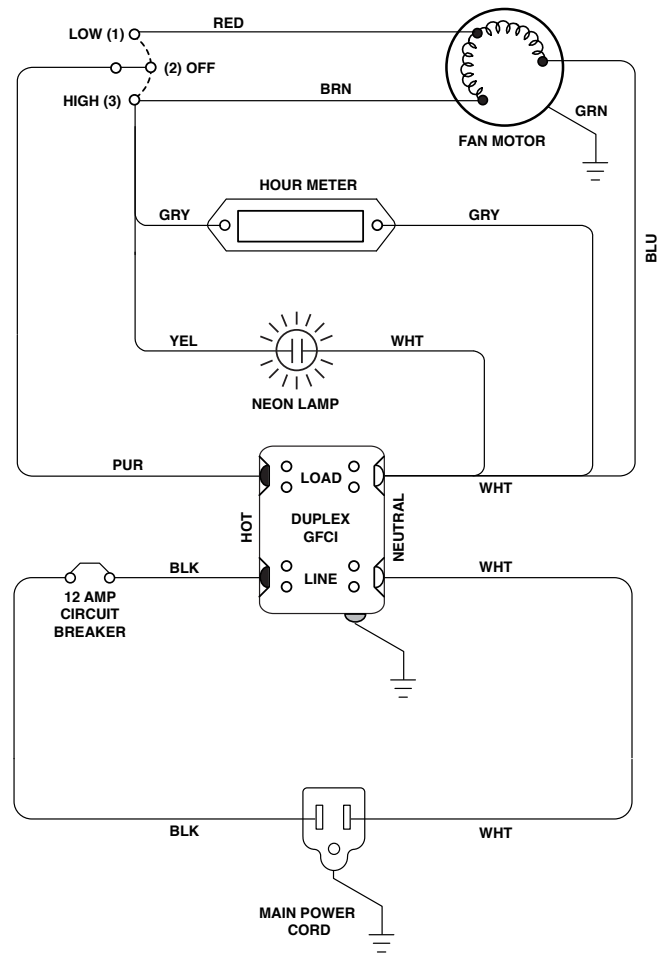 LOW (1)
RED
(2) OFF
HIGH (3)
BRN
GRN
FAN MOTOR
HOUR METER
GRY
GRY
BLU
YEL
WHT
NEON LAMP
PUR
LOAD
WHT
HOT
DUPLEX
GFCI
NEUTRAL
BLK
LINE
WHT
12 AMP
CIRCUIT
BREAKER
BLK
WHT
MAIN POWER
CORD